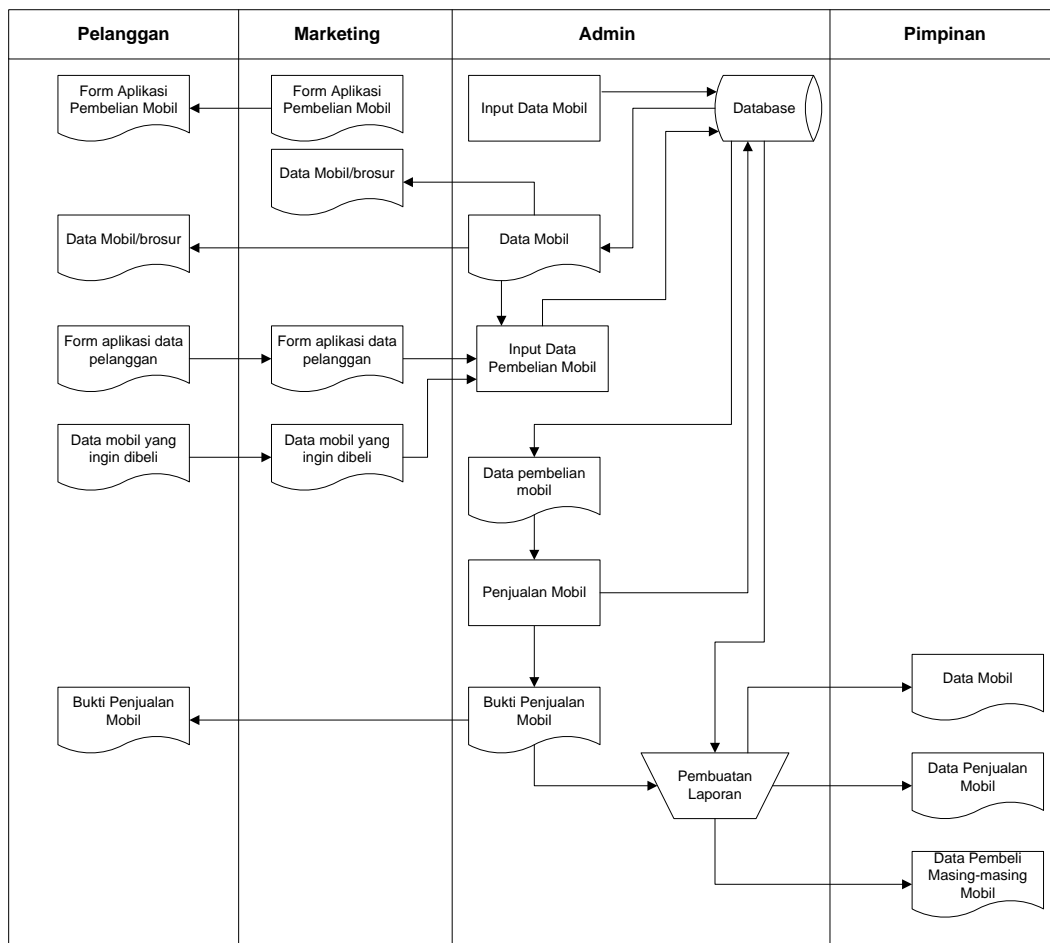 Pelanggan
Marketing
Admin
Pimpinan
Form Aplikasi
Pembelian Mobil
Form Aplikasi
Pembelian Mobil
Input Data Mobil
Database
Data Mobil/brosur
Data Mobil/brosur
Data Mobil
Form aplikasi data
pelanggan
Form aplikasi data
pelanggan
Input Data
Pembelian Mobil
Data mobil yang
ingin dibeli
Data mobil yang
ingin dibeli
Data pembelian
mobil
Penjualan Mobil
Bukti Penjualan
Mobil
Bukti Penjualan
Mobil
Data Mobil
Pembuatan
Laporan
Data Penjualan
Mobil
Data Pembeli
Masing-masing
Mobil